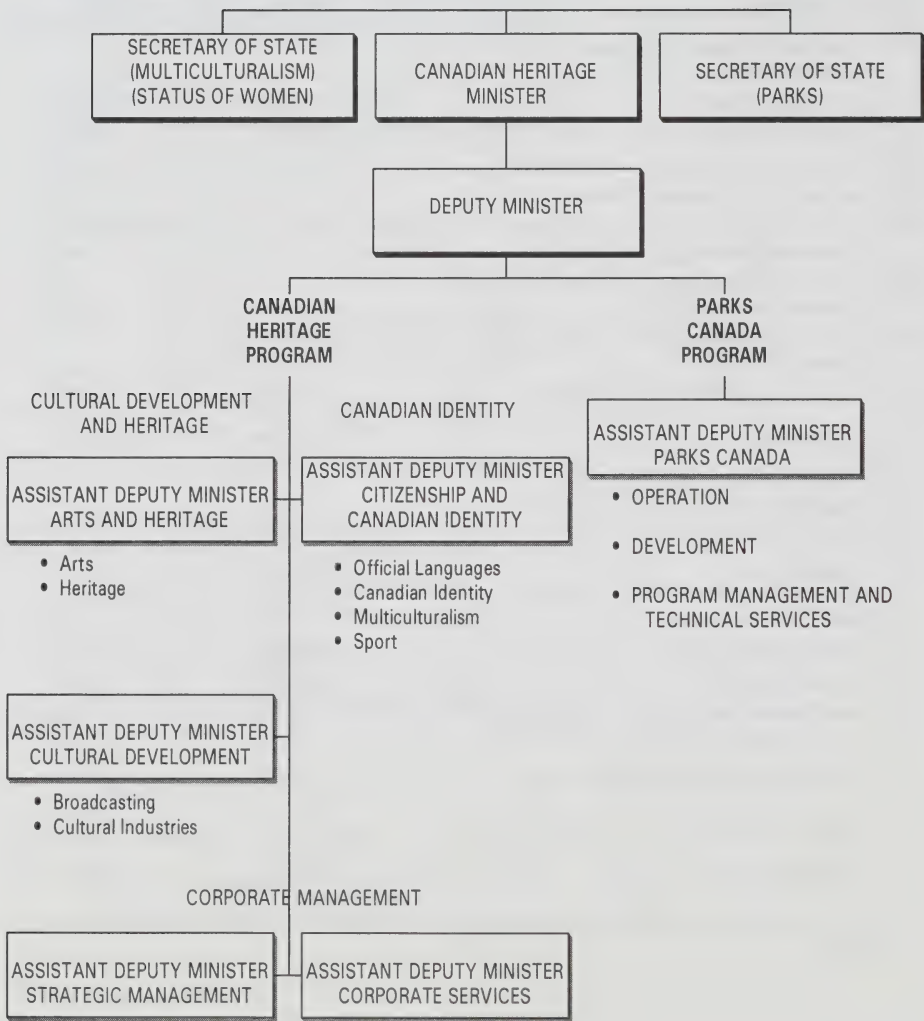 SECRETARY OF STATE
(MULTICULTURALISM)
(STATUS OF WOMEN)
CANADIAN HERITAGE
MINISTER
SECRETARY OF STATE
(PARKS)
DEPUTY MINISTER
CANADIAN
HERITAGE
PROGRAM
PARKS
CANADA
PROGRAM
CULTURAL DEVELOPMENT
AND HERITAGE
CANADIAN IDENTITY
ASSISTANT DEPUTY MINISTER
ARTS AND HERITAGE
• Arts
• Heritage
ASSISTANT DEPUTY MINISTER
CITIZENSHIP AND
CANADIAN IDENTITY
• Official Languages
• Canadian Identity
• Multiculturalism
• Sport
ASSISTANT DEPUTY MINISTER
PARKS CANADA
• OPERATION
• DEVELOPMENT
• PROGRAM MANAGEMENT AND
TECHNICAL SERVICES
ASSISTANT DEPUTY MINISTER
CULTURAL DEVELOPMENT
• Broadcasting
• Cultural Industries
CORPORATE MANAGEMENT
ASSISTANT DEPUTY MINISTER
STRATEGIC MANAGEMENT
ASSISTANT DEPUTY MINISTER
CORPORATE SERVICES